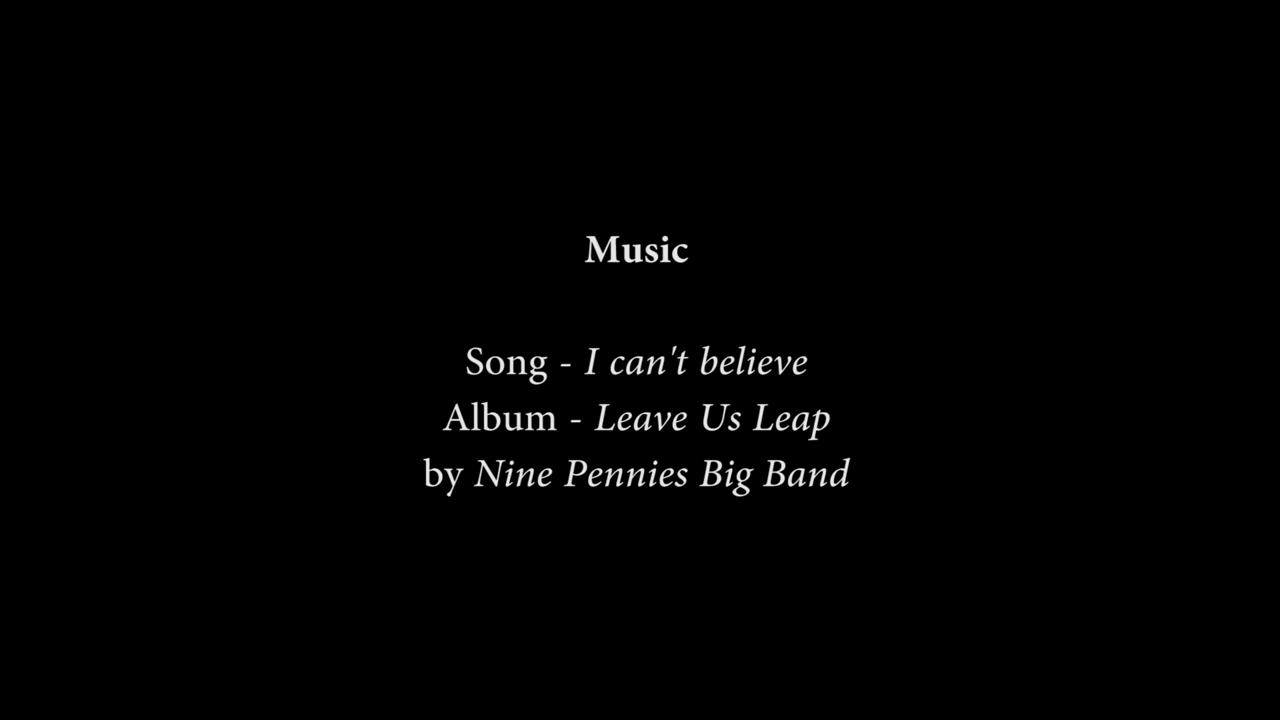 Music
Song - I can't believe
Album - Leave Us Leap
by Nine Pennies Big Band